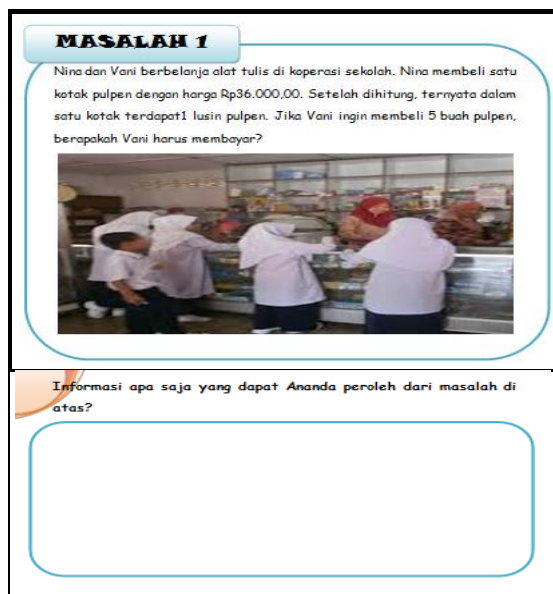 MASALAH 1
Nina dan Vani berbelanja alat tulis di koperasi sekolah. Nina membeli satu
kotak pulpen dengan harga Rp36.000,00. Setelah dihitung, ternyata dalam
satu kotak terdapat1 lusin pulpen. Jika Vani ingin membeli 5 buah pulpen,
berapakah Vani harus membayar?
Informasi apa saja yang dapat Ananda peroleh dari masalah di
atas?